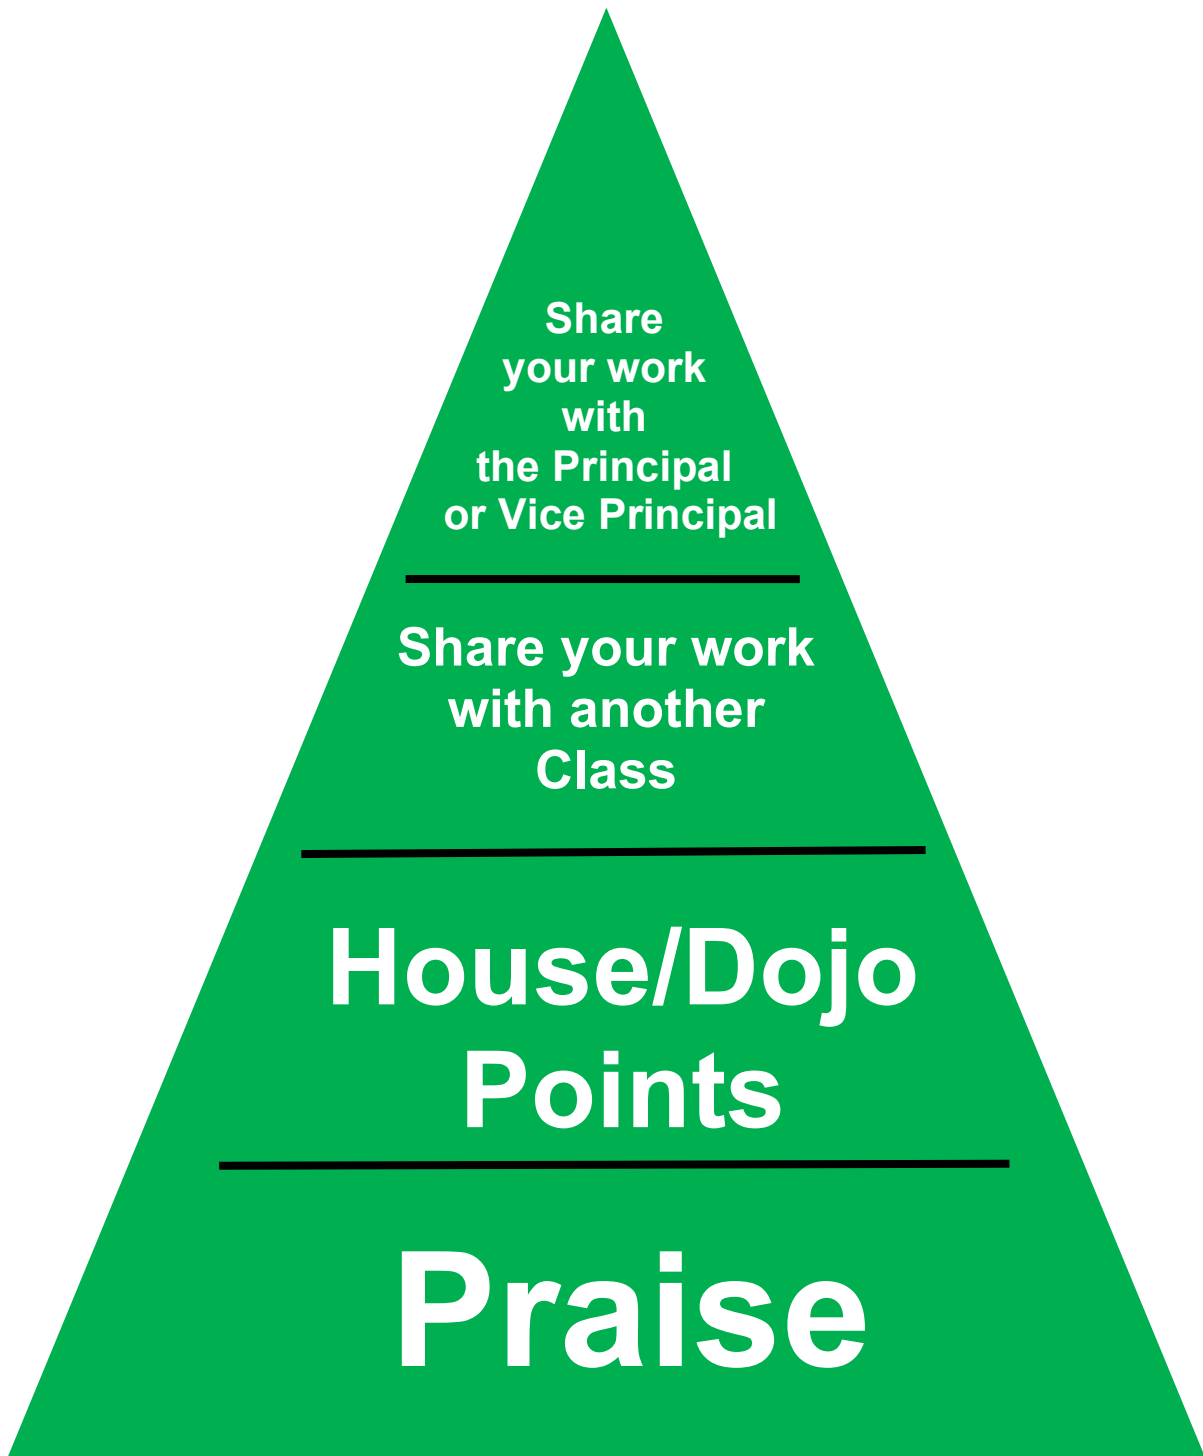 Share
your work
with
the Principal
or Vice Principal
Share your work
with another
Class
House/Dojo
Points
Praise